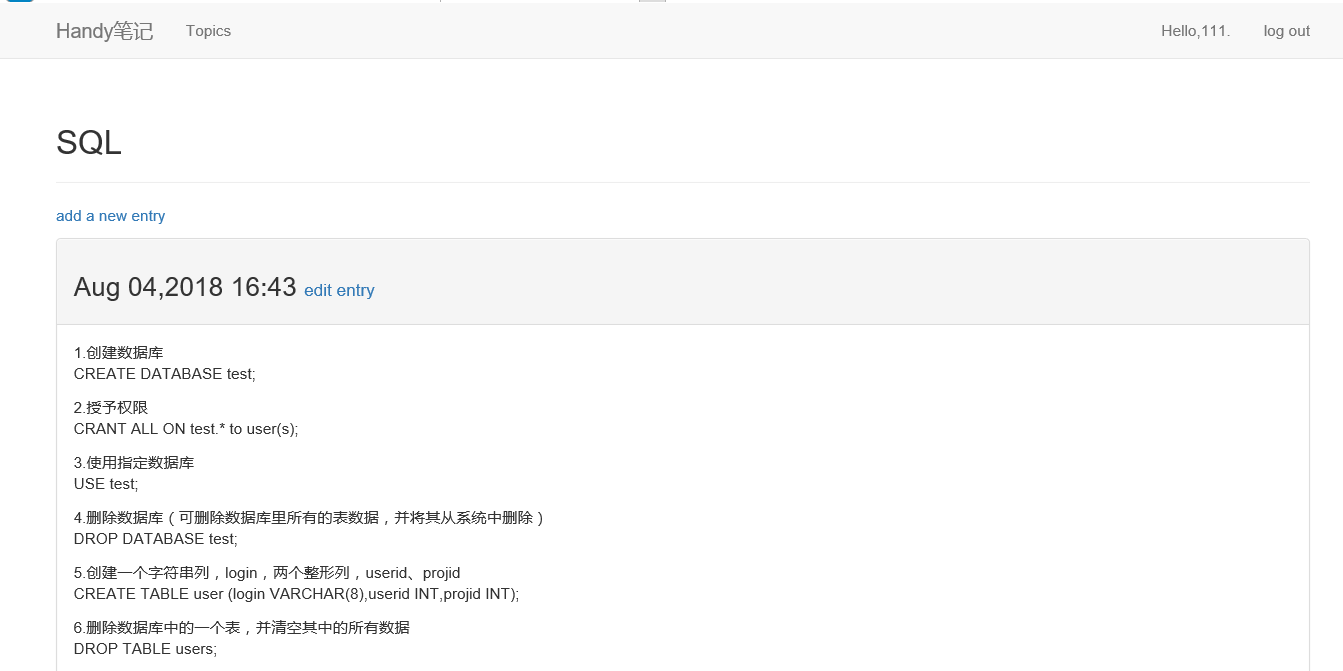 Handy笔记 Topics Hello,111. log out
SQL
add a new entry
Aug 04,2018 16:43 edit entry
1.创建数据库
CREATE DATABASE test;
2.授予权限
CRANT ALL ON test.* to user(s);
3.使用指定数据库
USE test;
4.删除数据库（可删除数据库里所有的表数据，并将其从系统中删除）
DROP DATABASE test;
5.创建一个字符串列，login，两个整形列，userid、projid
CREATE TABLE user (login VARCHAR(8),userid INT,projid INT);
6.删除数据库中的一个表，并清空其中的所有数据
DROP TABLE users;